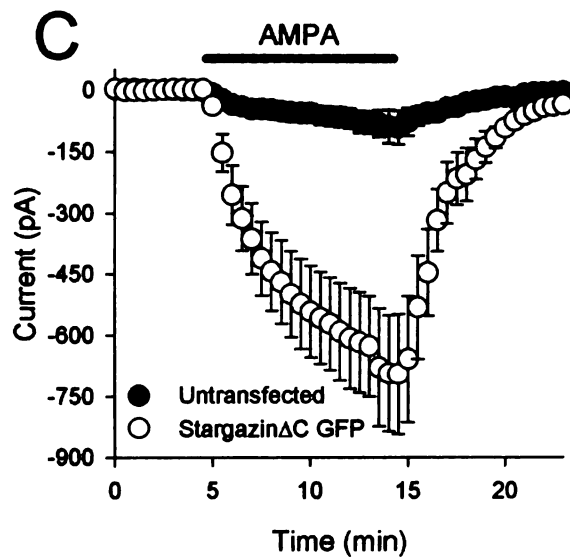 C
AMPA
0
-150
-300
-450
-600
-750
-900
Current (pA)
Untransfected
StargazinΔC GFP
0 5 10 15 20
Time (min)